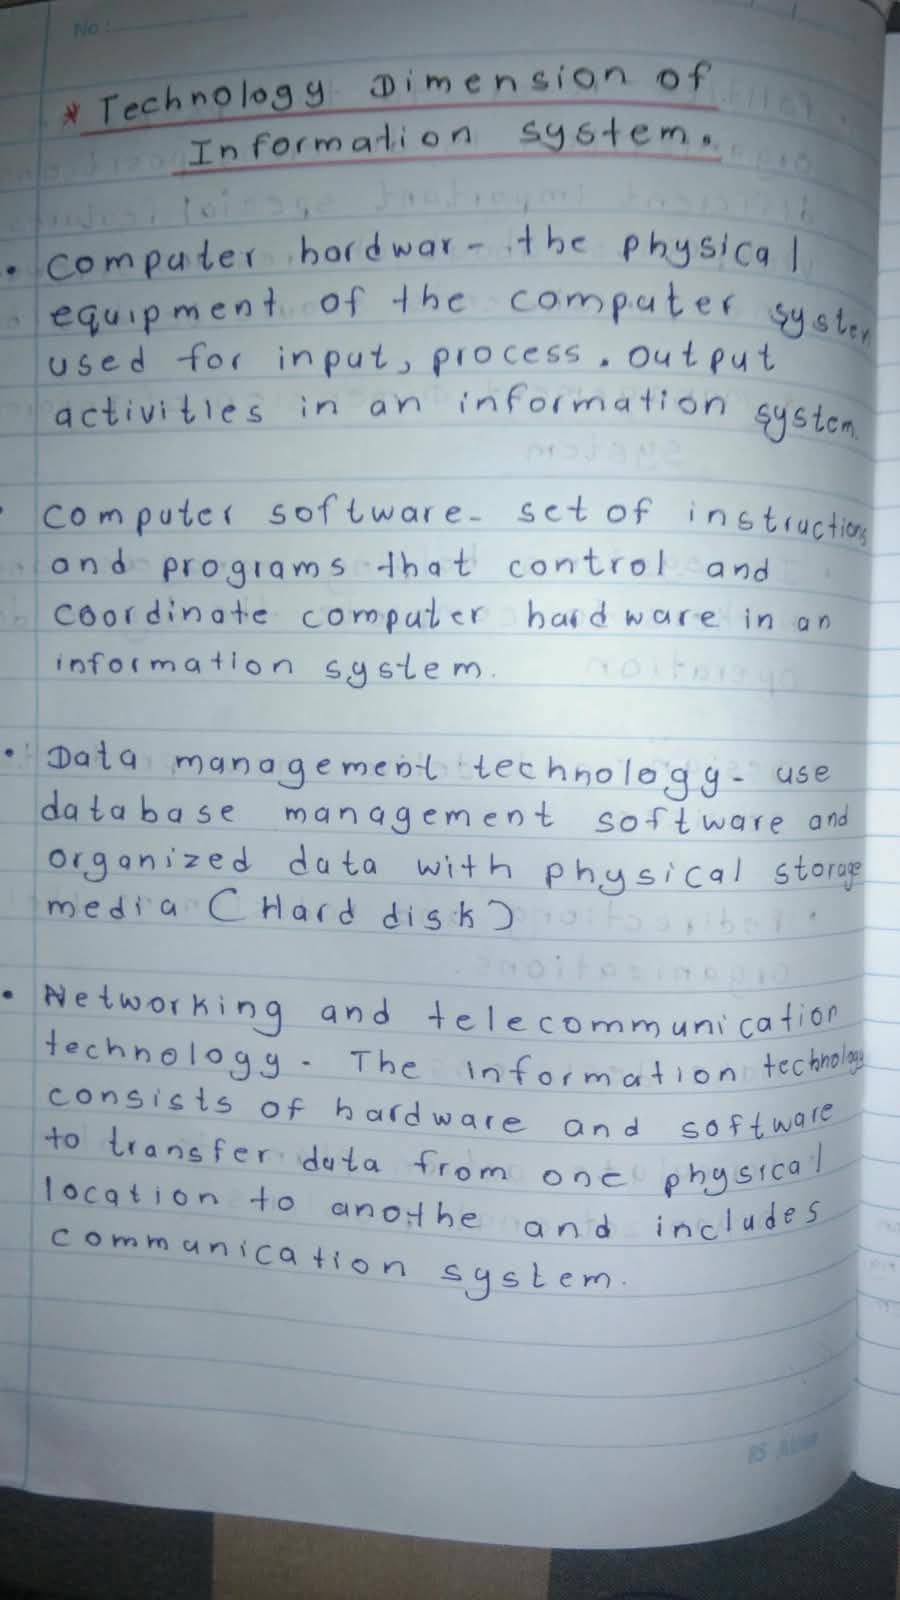 No:
* Technology Dimension of
Information system.
• computer hardwar - the physical
equipment of the computer system
used for input, process. output
activities in an information system.
computer software - set of instructions
and programs that control and
coordinate computer hardware in an
information system.
• Data management technology - use
database management software and
organized data with physical storage
media (Hard disk)
• Networking and telecommunication
technology - The information technology
consists of hardware and software
to transfer data from one physical
location to anothe and includes
communication system.